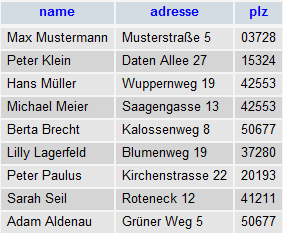 name adresse plz
Max Mustermann Musterstraße 5 03728
Peter Klein Daten Allee 27 15324
Hans Müller Wuppernweg 19 42553
Michael Meier Saagengasse 13 42553
Berta Brecht Kalossenweg 8 50677
Lilly Lagerfeld Blumenweg 19 37280
Peter Paulus Kirchenstrasse 22 20193
Sarah Seil Roteneck 12 41211
Adam Aldenau Grüner Weg 5 50677